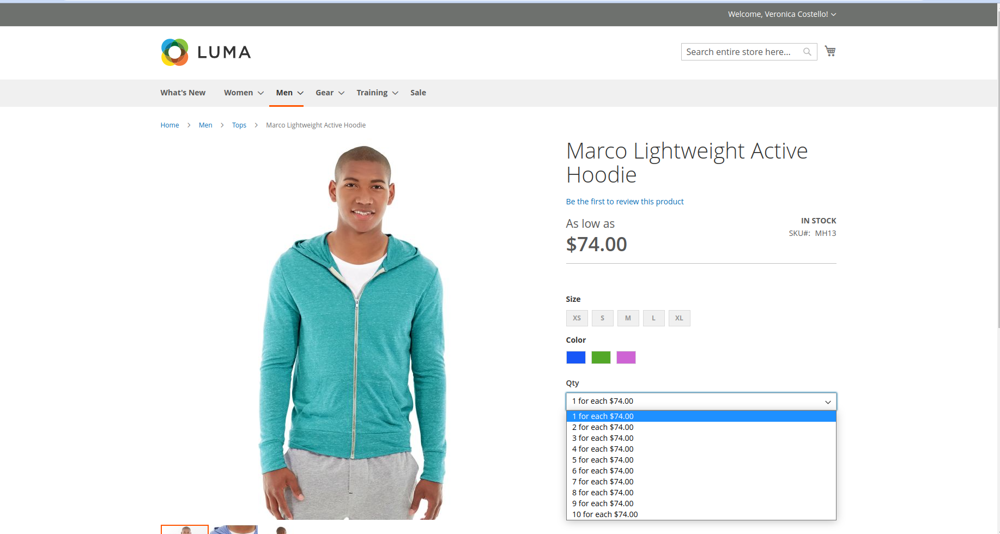 Welcome, Veronica Costello!
LUMA
Search entire store here...
What's New Women Men Gear Training Sale
Home Men Tops Marco Lightweight Active Hoodie
Marco Lightweight Active
Hoodie
Be the first to review this product
As low as
$74.00
IN STOCK
SKU#: MH13
Size
XS S M L XL
Color
Qty
1 for each $74.00
1 for each $74.00
2 for each $74.00
3 for each $74.00
4 for each $74.00
5 for each $74.00
6 for each $74.00
7 for each $74.00
8 for each $74.00
9 for each $74.00
10 for each $74.00